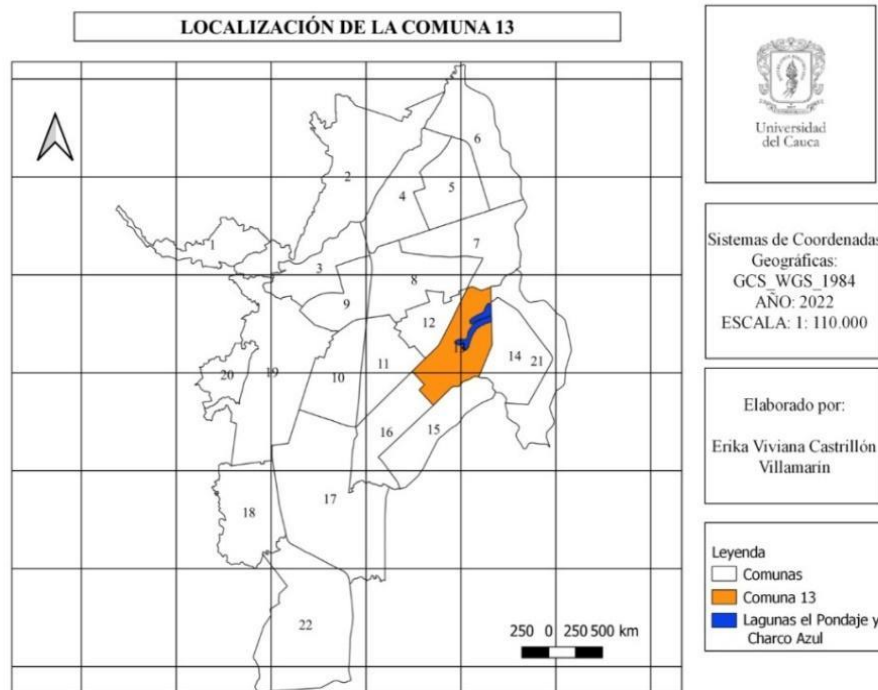 LOCALIZACIÓN DE LA COMUNA 13
Universidad
del Cauca
Sistemas de Coordenadas
Geográficas:
GCS_WGS_1984
AÑO: 2022
ESCALA: 1: 110.000
Elaborado por:
Erika Viviana Castrillón
Villamarin
Leyenda
Comunas
Comuna 13
Lagunas el Pondaje y
Charco Azul
250 0 250 500 km
6
2
4
5
1
7
3
8
9
12
13
14
21
11
10
19
20
16
15
18
17
22